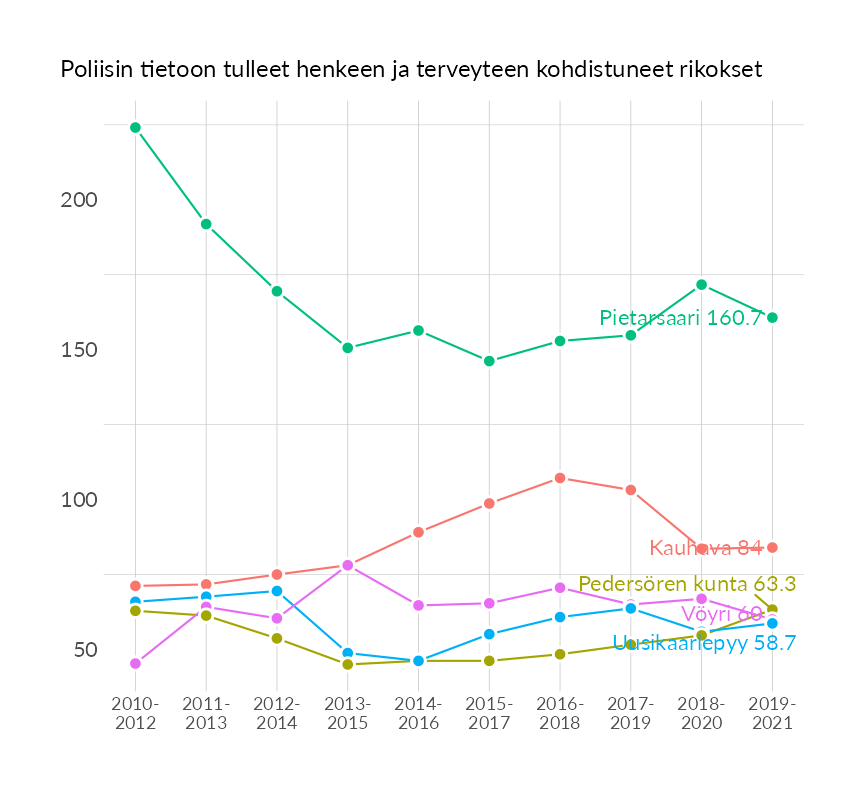 Poliisin tietoon tulleet henkeen ja terveyteen kohdistuneet rikokset
200
150
100
50
Pietarsaari 160.7
Kauhava 84
Pedersören kunta 63.3
Vöyri 60
Uusikaarlepyy 58.7
2010- 2011- 2012- 2013- 2014- 2015- 2016- 2017- 2018- 2019-
2012 2013 2014 2015 2016 2017 2018 2019 2020 2021